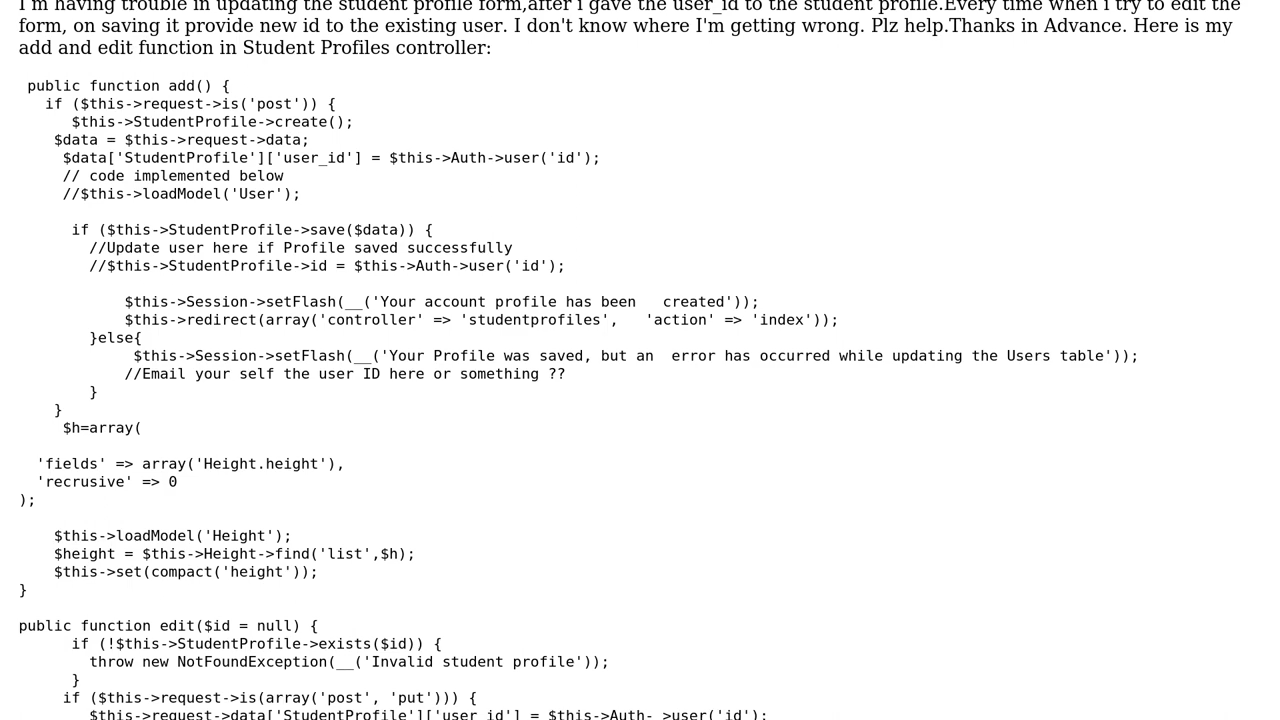 I'm having trouble in updating the student profile form,after i gave the user_id to the student profile.Every time when i try to edit the
form, on saving it provide new id to the existing user. I don't know where I'm getting wrong. Plz help.Thanks in Advance. Here is my
add and edit function in Student Profiles controller:
public function add() {
if ($this->request->is('post')) {
$this->StudentProfile->create();
$data = $this->request->data;
$data['StudentProfile']['user_id'] = $this->Auth->user('id');
// code implemented below
//$this->loadModel('User');
if ($this->StudentProfile->save($data)) {
//Update user here if Profile saved successfully
//$this->StudentProfile->id = $this->Auth->user('id');
$this->Session->setFlash(__('Your account profile has been   created'));
$this->redirect(array('controller' => 'studentprofiles',   'action' => 'index'));
}else{
$this->Session->setFlash(__('Your Profile was saved, but an  error has occurred while updating the Users table'));
//Email your self the user ID here or something ??
}
}
$h=array(
'fields' => array('Height.height'),
'recrusive' => 0
);
$this->loadModel('Height');
$height = $this->Height->find('list',$h);
$this->set(compact('height'));
}
public function edit($id = null) {
if (!$this->StudentProfile->exists($id)) {
throw new NotFoundException(__('Invalid student profile'));
}
if ($this->request->is(array('post', 'put'))) {
$this->request->data['StudentProfile']['user_id'] = $this->Auth- >user('id');